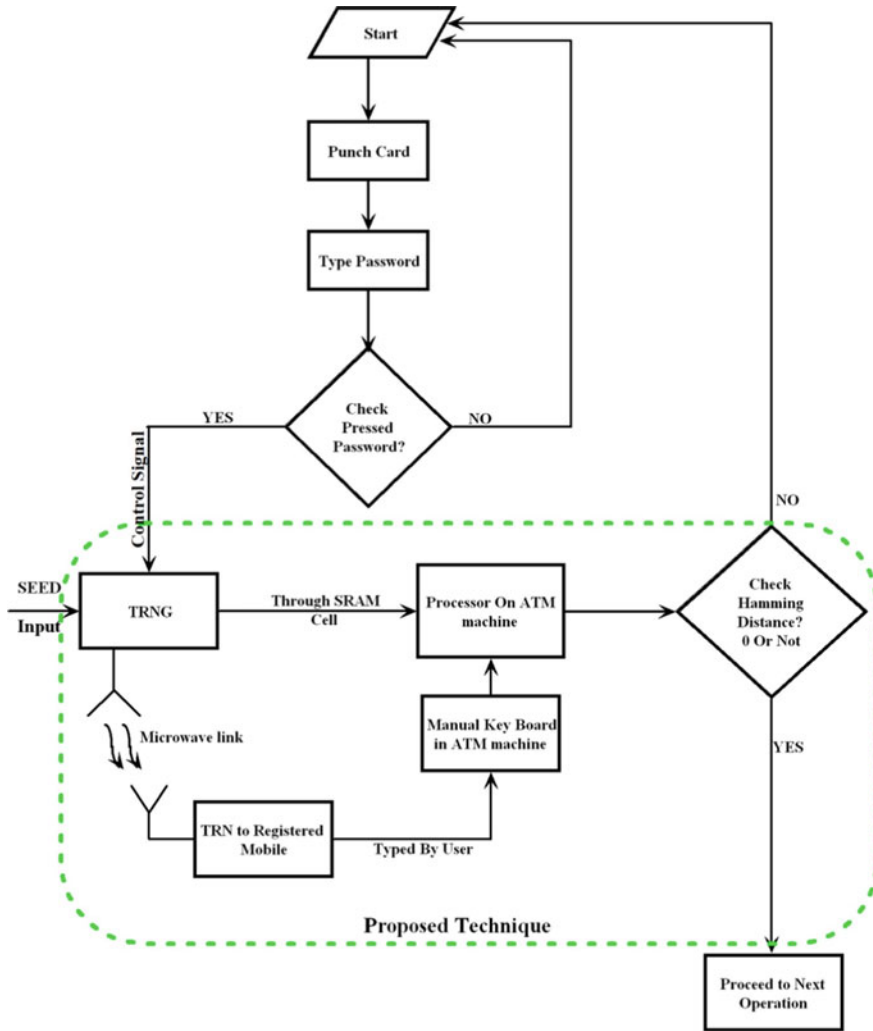 Start
Punch Card
Type Password
Check
Pressed
Password?
YES
NO
Control Signal
NO
SEED
Input
TRNG
Through SRAM
Cell
Processor On ATM
machine
Check
Hamming
Distance?
0 Or Not
Microwave link
Manual Key Board
in ATM machine
YES
TRN to Registered
Mobile
Typed By User
Proposed Technique
Proceed to Next
Operation